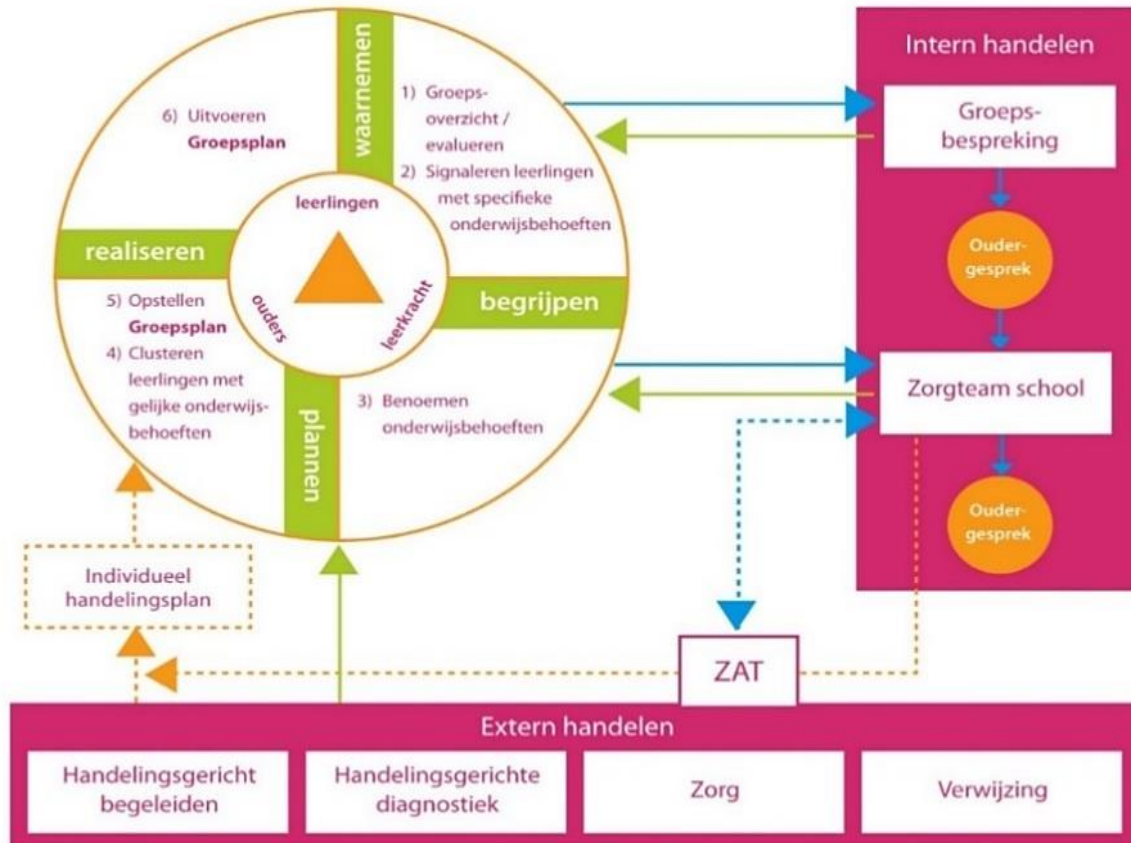 waarnemen
1) Groeps-
overzicht /
evalueren
2) Signaleren leerlingen
met specifieke
onderwijsbehoeften
begrijpen
3) Benoemen
onderwijsbehoeften
plannen
4) Clusteren
leerlingen met
gelijke onderwijs-
behoeften
5) Opstellen
Groepsplan
realiseren
6) Uitvoeren
Groepsplan
leerlingen
leerkracht
ouders
Intern handelen
Groeps-
bespreking
Ouder-
gesprek
Zorgteam school
Ouder-
gesprek
Individueel
handelingsplan
ZAT
Extern handelen
Handelingsgericht
begeleiden
Handelingsgerichte
diagnostiek
Zorg
Verwijzing